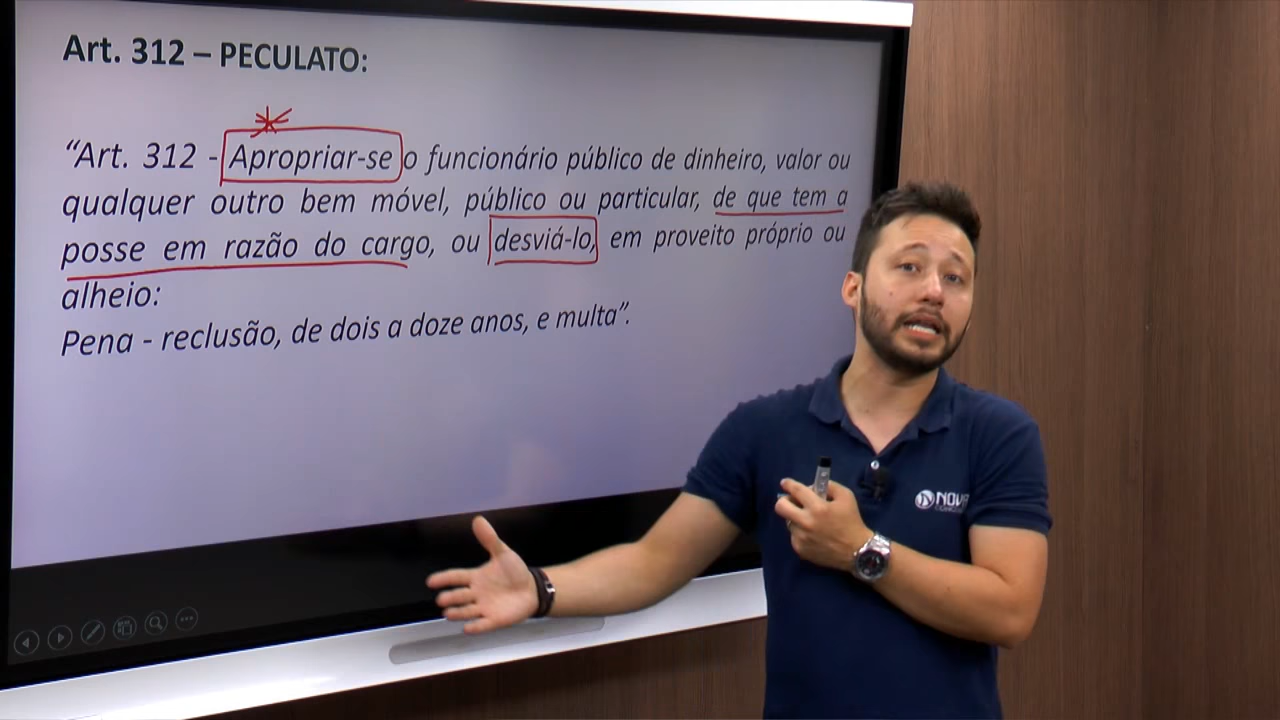 Art. 312 – PECULATO:
“Art. 312 - Apropriar-se o funcionário público de dinheiro, valor ou
qualquer outro bem móvel, público ou particular, de que tem a
posse em razão do cargo, ou desviá-lo, em proveito próprio ou
alheio:
Pena - reclusão, de dois a doze anos, e multa”.
NOVA